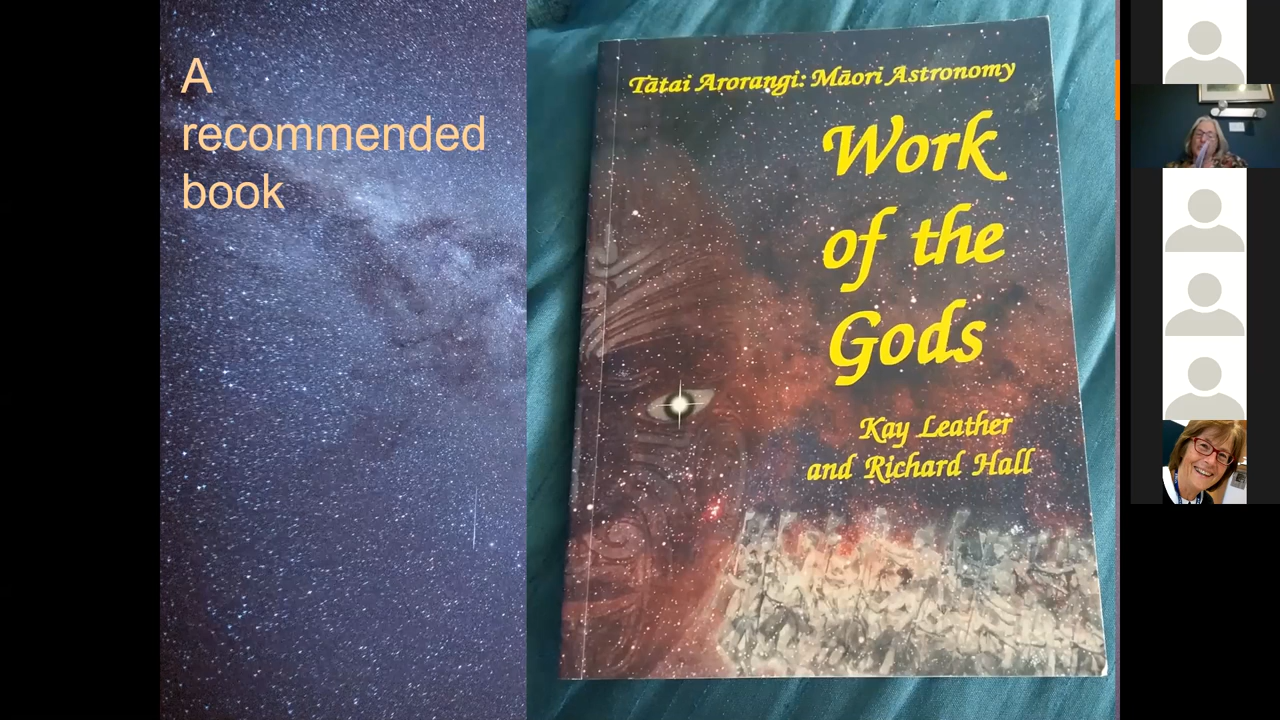 A
recommended
book
Tātai Arorangi: Māori Astronomy
Work
of the
Gods
Kay Leather
and Richard Hall